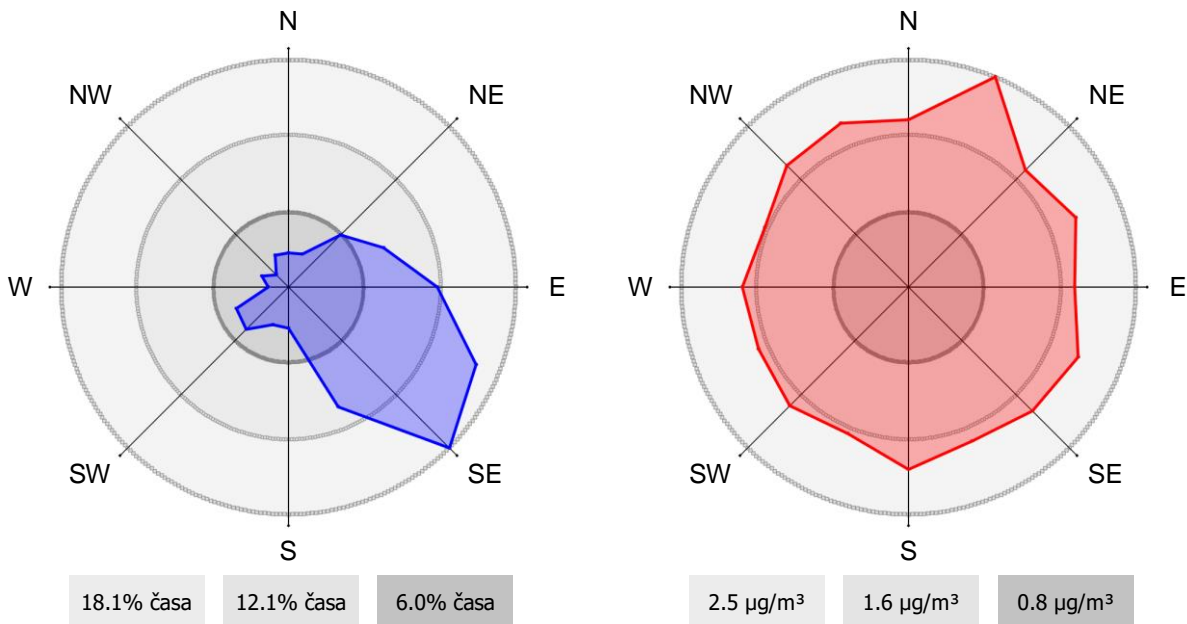 N
NW
NE
W
E
SW
SE
S
18.1% časa
12.1% časa
6.0% časa
N
NW
NE
W
E
SW
SE
S
2.5 µg/m³
1.6 µg/m³
0.8 µg/m³